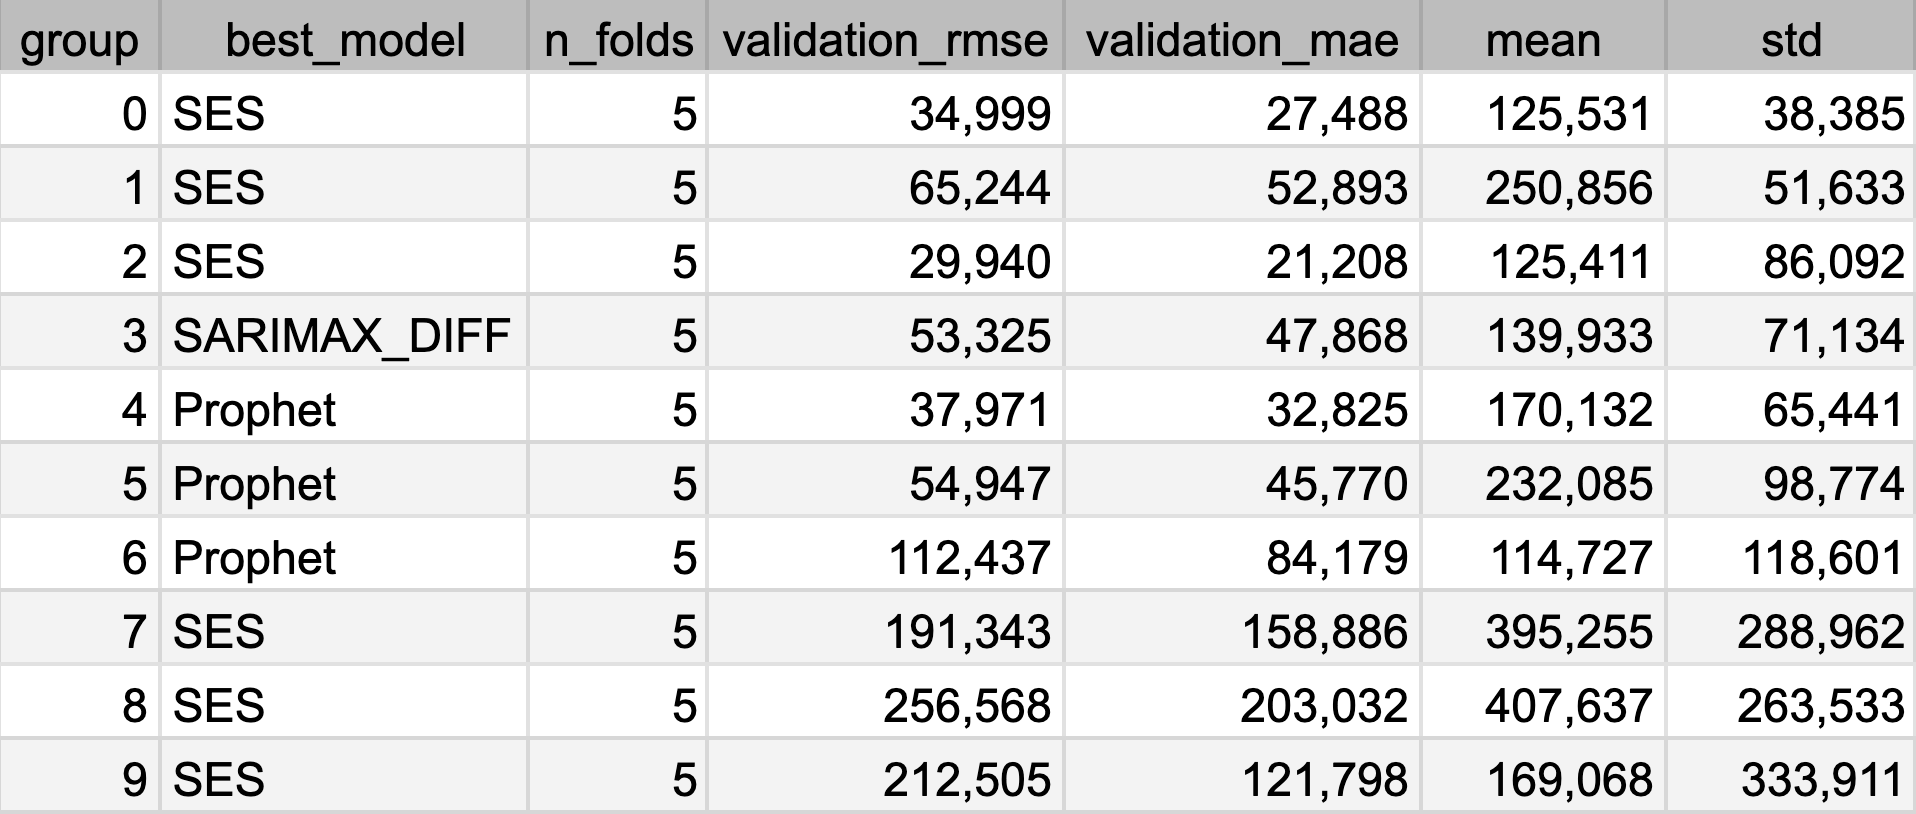 group best_model n_folds validation_rmse validation_mae mean std
0 SES 5 34,999 27,488 125,531 38,385
1 SES 5 65,244 52,893 250,856 51,633
2 SES 5 29,940 21,208 125,411 86,092
3 SARIMAX_DIFF 5 53,325 47,868 139,933 71,134
4 Prophet 5 37,971 32,825 170,132 65,441
5 Prophet 5 54,947 45,770 232,085 98,774
6 Prophet 5 112,437 84,179 114,727 118,601
7 SES 5 191,343 158,886 395,255 288,962
8 SES 5 256,568 203,032 407,637 263,533
9 SES 5 212,505 121,798 169,068 333,911